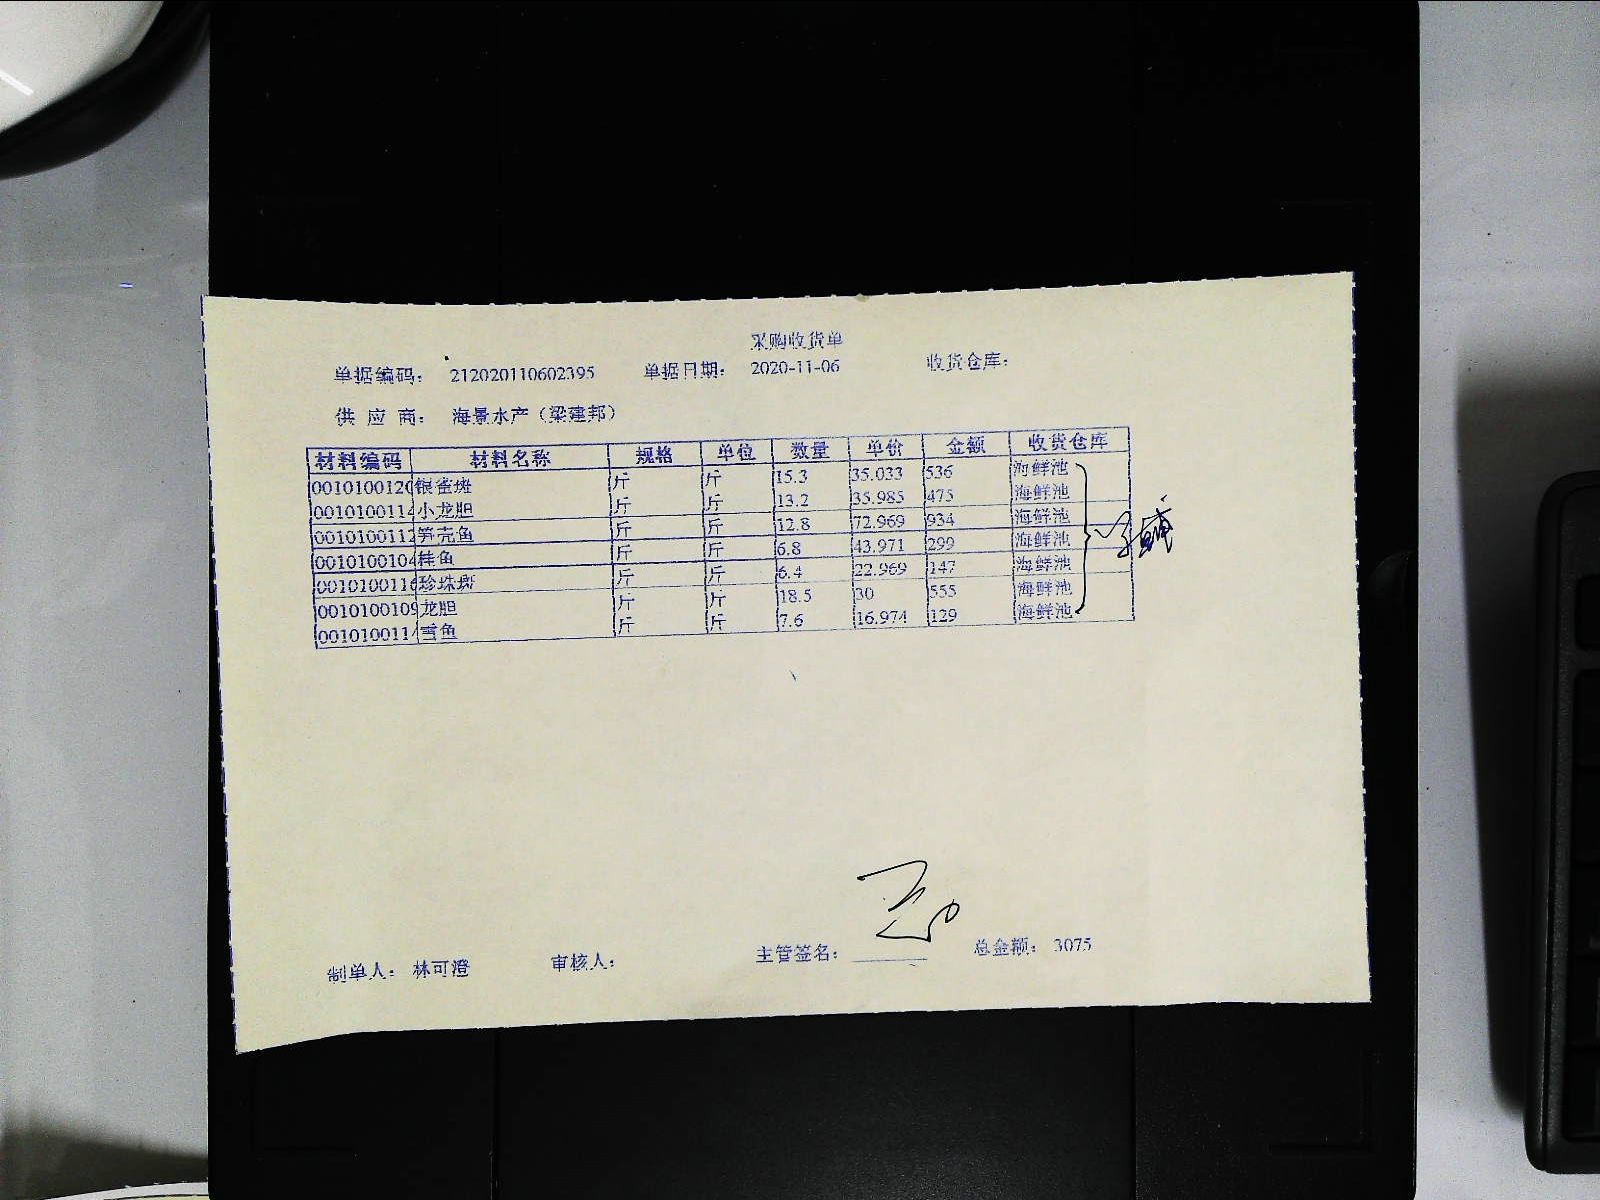 采购收货单
单据编码： 212020110602395 单据日期： 2020-11-06 收货仓库：
供 应 商： 海景水产（梁建邦）
材料编码 材料名称 规格 单位 数量 单价 金额 收货仓库
0010100120 银雀斑 斤 斤 15.3 35.033 536 海鲜池
0010100114 小龙胆 斤 斤 13.2 35.985 475 海鲜池
0010100112 笋壳鱼 斤 斤 12.8 72.969 934 海鲜池
0010100104 桂鱼 斤 斤 6.8 43.971 299 海鲜池
0010100116 珍珠斑 斤 斤 6.4 22.969 147 海鲜池
0010100109 龙胆 斤 斤 18.5 30 555 海鲜池
001010011 雪鱼 斤 斤 7.6 16.974 129 海鲜池
制单人： 林可澄 审核人： 主管签名： 总金额： 3075